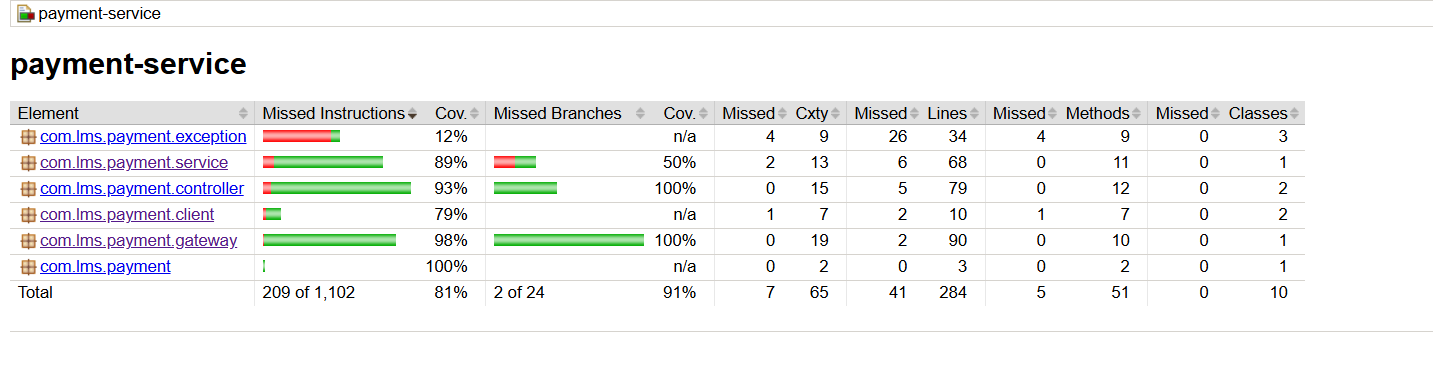 payment-service
payment-service
Element Missed Instructions Cov. Missed Branches Cov. Missed Cxty Missed Lines Missed Methods Missed Classes
com.lms.payment.exception 12% n/a 4 9 26 34 4 9 0 3
com.lms.payment.service 89% 50% 2 13 6 68 0 11 0 1
com.lms.payment.controller 93% 100% 0 15 5 79 0 12 0 2
com.lms.payment.client 79% n/a 1 7 2 10 1 7 0 2
com.lms.payment.gateway 98% 100% 0 19 2 90 0 10 0 1
com.lms.payment 100% n/a 0 2 0 3 0 2 0 1
Total 209 of 1,102 81% 2 of 24 91% 7 65 41 284 5 51 0 10